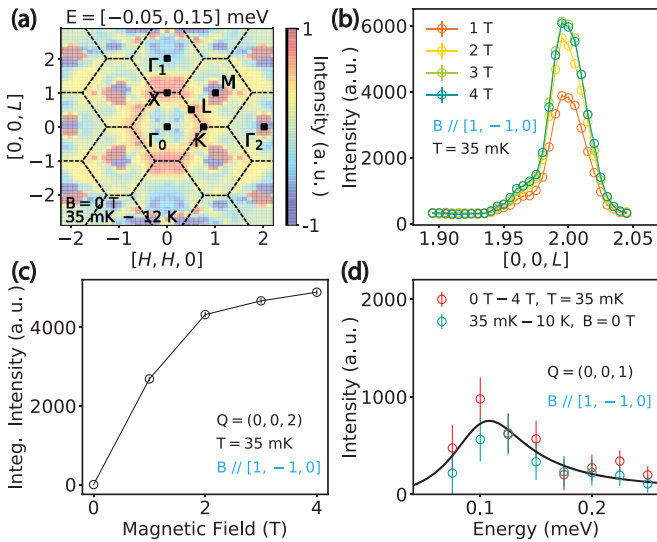 (a)
E = [−0.05, 0.15] meV
[0, 0, L]
2
1
0
−1
−2
Γ1
X
M
L
Γ0
K
Γ2
B = 0 T
35 mK − 12 K
−2 −1 0 1 2
[H, H, 0]
1
-1
Intensity (a. u.)
(b)
Intensity (a. u.)
6000
4000
2000
0
1 T
2 T
3 T
4 T
B // [1, −1, 0]
T = 35 mK
1.90 1.95 2.00 2.05
[0, 0, L]
(c)
Integ. Intensity (a. u.)
4000
2000
0
Q = (0, 0, 2)
T = 35 mK
B // [1, −1, 0]
0 2 4
Magnetic Field (T)
(d)
Intensity (a. u.)
2000
1000
0
0 T − 4 T, T = 35 mK
35 mK − 10 K, B = 0 T
Q = (0, 0, 1)
B // [1, −1, 0]
0.1 0.2
Energy (meV)